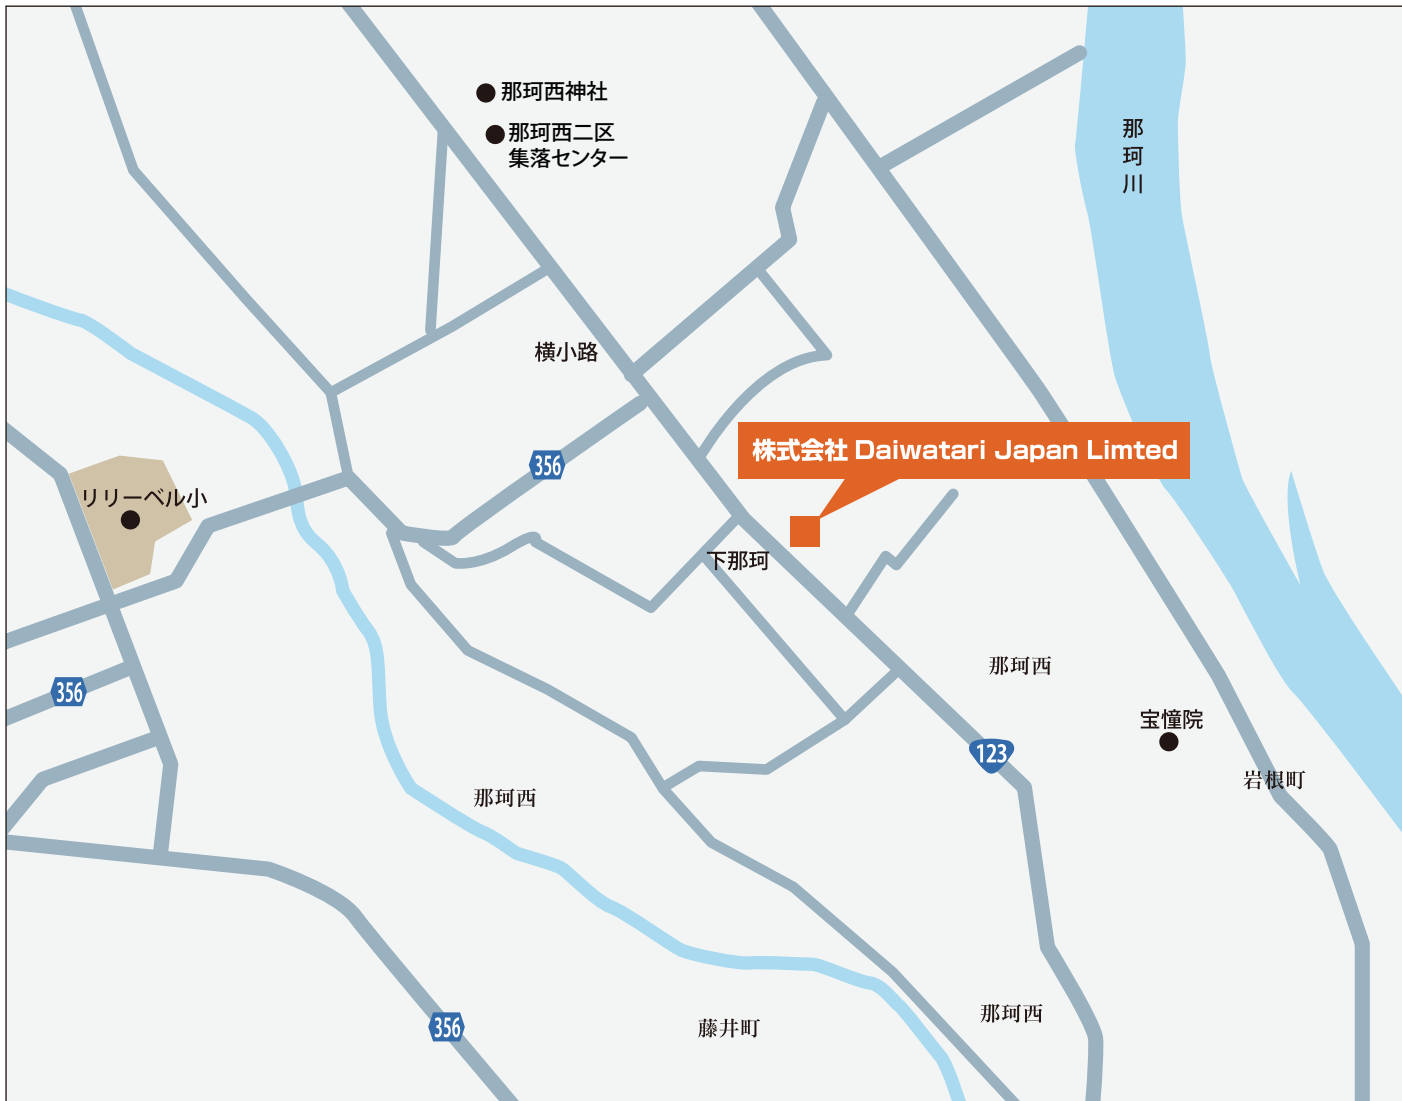 那珂西神社
那珂西二区
集落センター
那珂川
横小路
356
株式会社 Daiwatari Japan Limted
リリーベル小
下那珂
那珂西
356
宝憧院
123
岩根町
那珂西
那珂西
356
藤井町